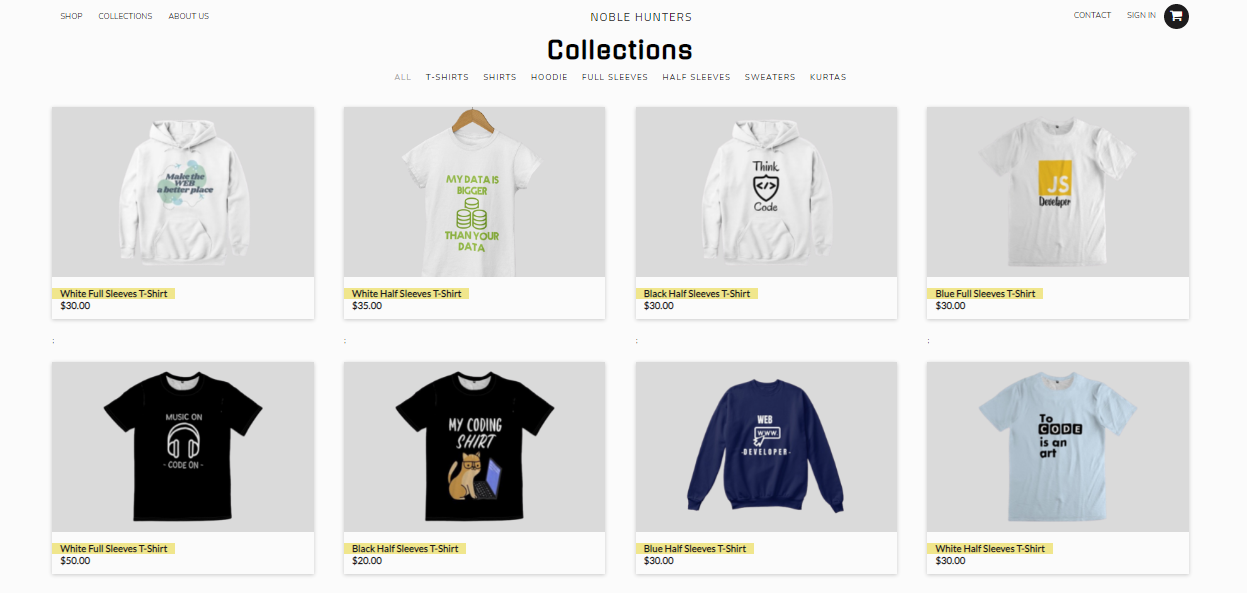 SHOP COLLECTIONS ABOUT US NOBLE HUNTERS CONTACT SIGN IN
Collections
ALL T-SHIRTS SHIRTS HOODIE FULL SLEEVES HALF SLEEVES SWEATERS KURTAS
Make the
WEB
a better place
MY DATA IS
BIGGER
THAN YOUR
DATA
Think
</>
Code
JS
Developer
White Full Sleeves T-Shirt
$30.00
White Half Sleeves T-Shirt
$35.00
Black Half Sleeves T-Shirt
$30.00
Blue Full Sleeves T-Shirt
$30.00
; ; ; ;
MUSIC ON
- CODE ON -
MY CODING
SHIRT
WEB
WWW.
-DEVELOPER-
To
CODE
is an
art
White Full Sleeves T-Shirt
$50.00
Black Half Sleeves T-Shirt
$20.00
Blue Half Sleeves T-Shirt
$30.00
White Half Sleeves T-Shirt
$30.00